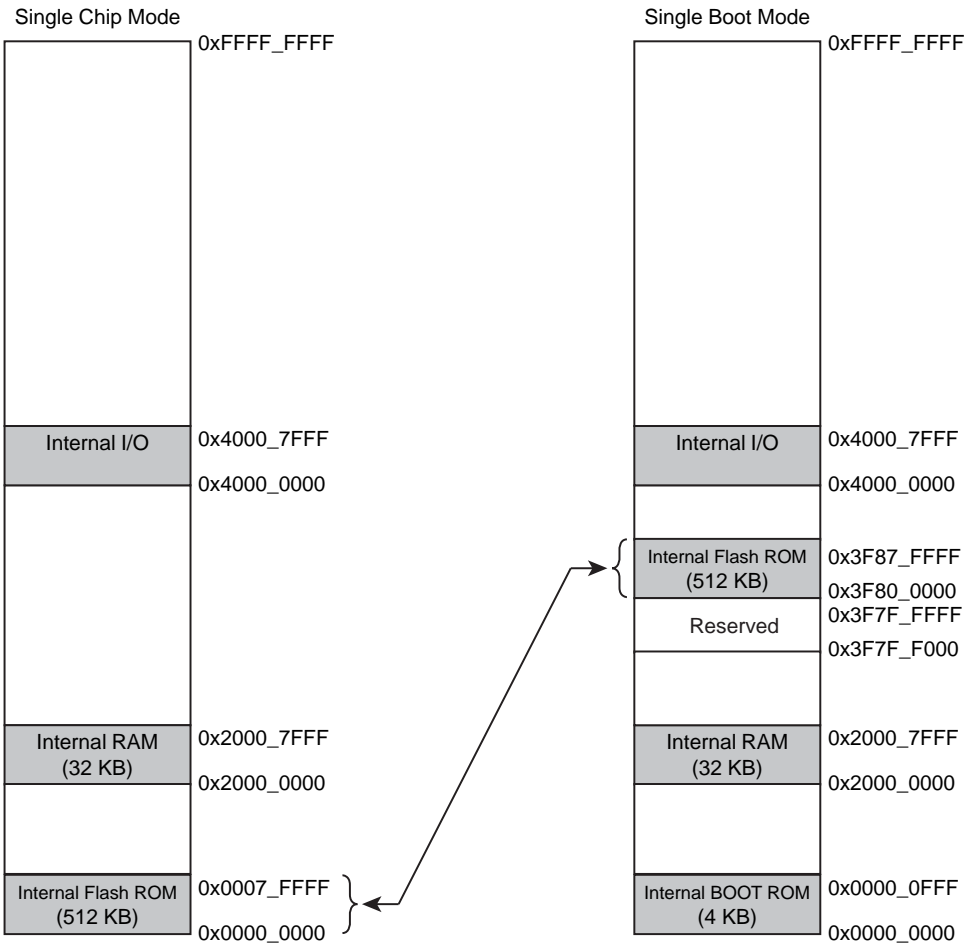 Single Chip Mode
0xFFFF_FFFF
Internal I/O
0x4000_7FFF
0x4000_0000
Internal RAM
(32 KB)
0x2000_7FFF
0x2000_0000
Internal Flash ROM
(512 KB)
0x0007_FFFF
0x0000_0000
Single Boot Mode
0xFFFF_FFFF
Internal I/O
0x4000_7FFF
0x4000_0000
Internal Flash ROM
(512 KB)
0x3F87_FFFF
0x3F80_0000
0x3F7F_FFFF
Reserved
0x3F7F_F000
Internal RAM
(32 KB)
0x2000_7FFF
0x2000_0000
Internal BOOT ROM
(4 KB)
0x0000_0FFF
0x0000_0000